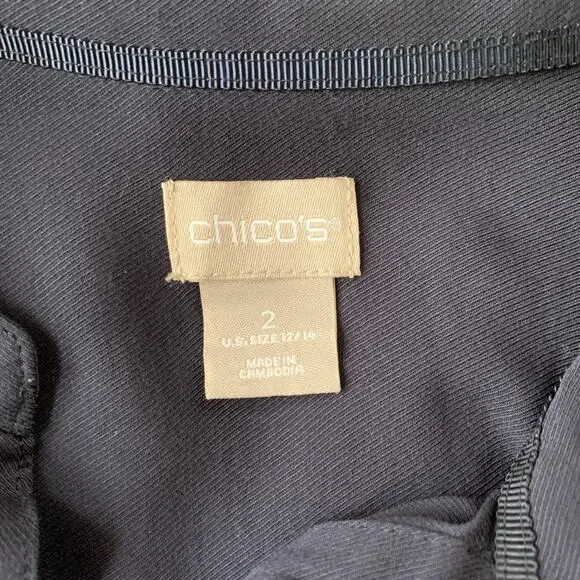 chico's®
2
U.S. SIZE 12/14
MADE IN
CAMBODIA